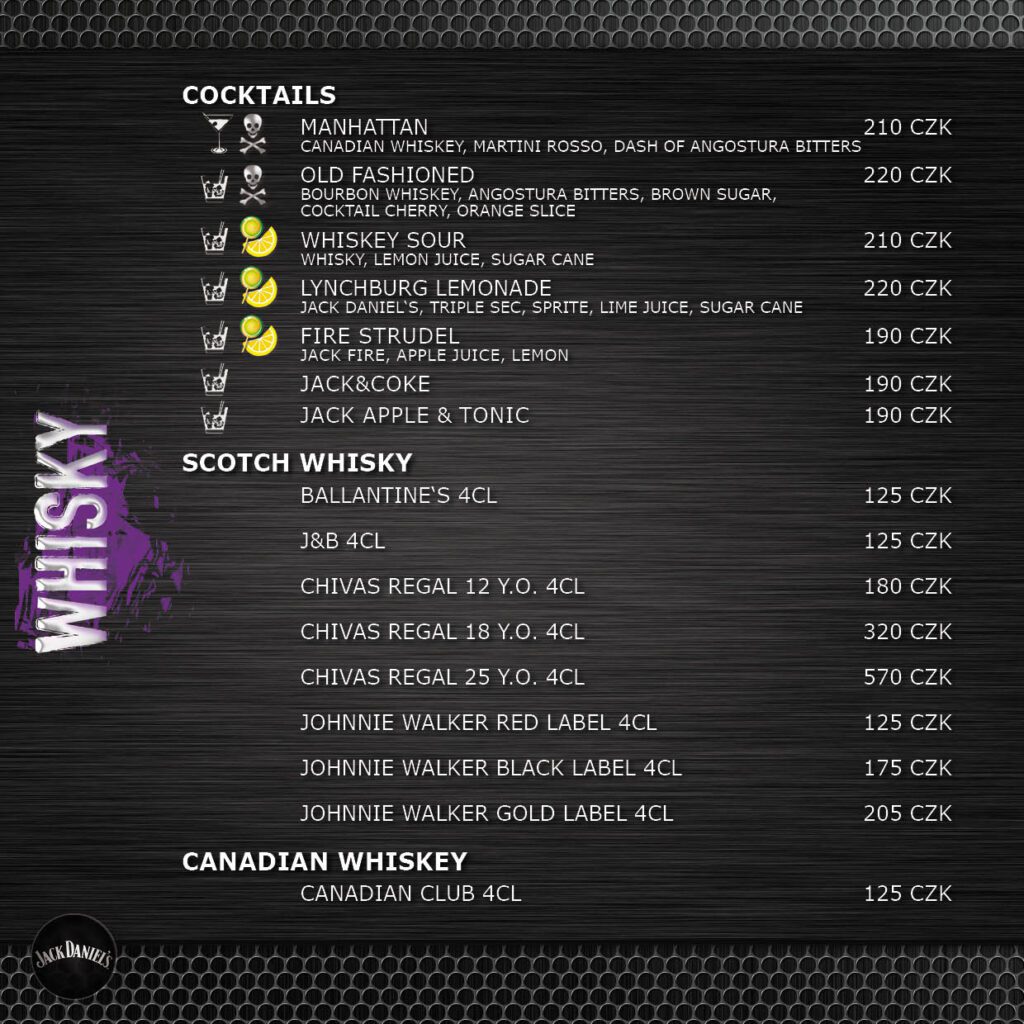 COCKTAILS
MANHATTAN 210 CZK
CANADIAN WHISKEY, MARTINI ROSSO, DASH OF ANGOSTURA BITTERS
OLD FASHIONED 220 CZK
BOURBON WHISKEY, ANGOSTURA BITTERS, BROWN SUGAR,
COCKTAIL CHERRY, ORANGE SLICE
WHISKEY SOUR 210 CZK
WHISKY, LEMON JUICE, SUGAR CANE
LYNCHBURG LEMONADE 220 CZK
JACK DANIEL`S, TRIPLE SEC, SPRITE, LIME JUICE, SUGAR CANE
FIRE STRUDEL 190 CZK
JACK FIRE, APPLE JUICE, LEMON
JACK&COKE 190 CZK
JACK APPLE & TONIC 190 CZK
WHISKY
SCOTCH WHISKY
BALLANTINE`S 4CL 125 CZK
J&B 4CL 125 CZK
CHIVAS REGAL 12 Y.O. 4CL 180 CZK
CHIVAS REGAL 18 Y.O. 4CL 320 CZK
CHIVAS REGAL 25 Y.O. 4CL 570 CZK
JOHNNIE WALKER RED LABEL 4CL 125 CZK
JOHNNIE WALKER BLACK LABEL 4CL 175 CZK
JOHNNIE WALKER GOLD LABEL 4CL 205 CZK
CANADIAN WHISKEY
CANADIAN CLUB 4CL 125 CZK
JACK DANIEL'S